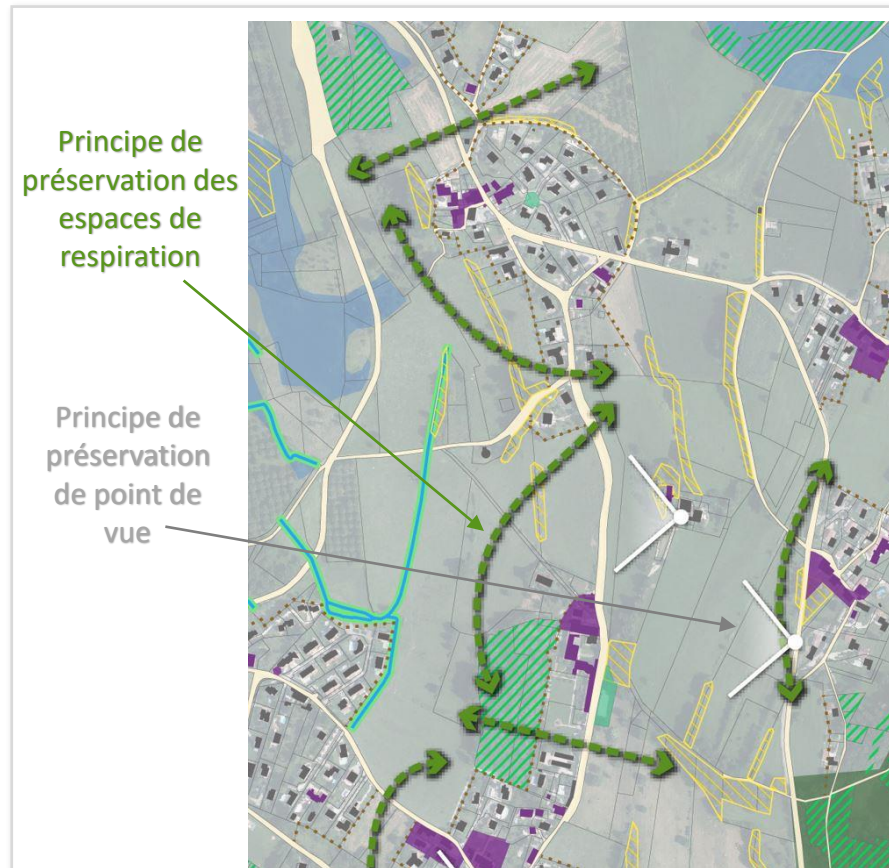 Principe de
préservation des
espaces de
respiration
Principe de
préservation
de point de
vue